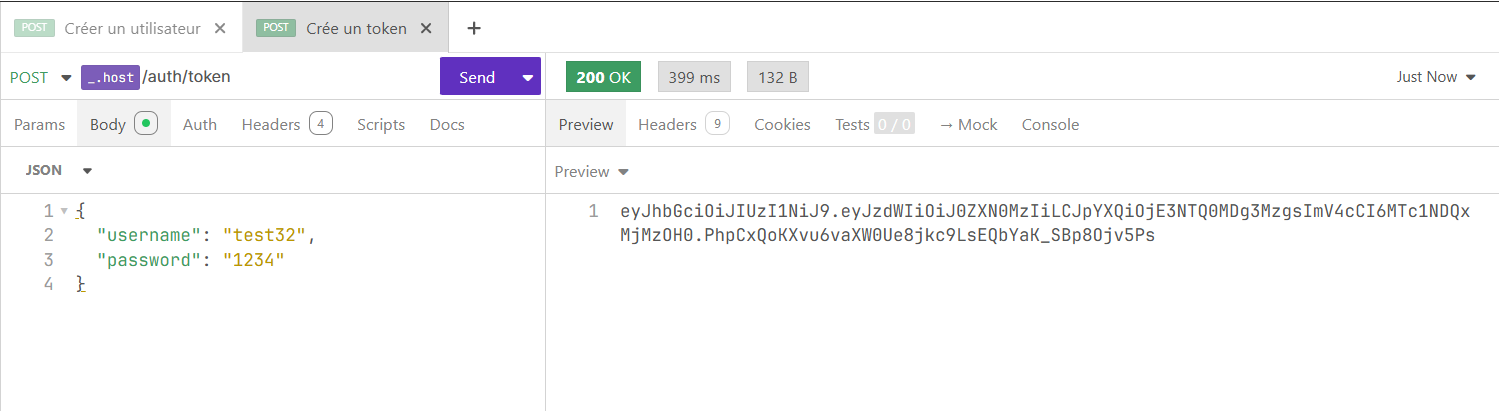 POST Créer un utilisateur × POST Crée un token × +
POST _.host /auth/token Send 200 OK 399 ms 132 B Just Now
Params Body Auth Headers 4 Scripts Docs Preview Headers 9 Cookies Tests 0 / 0 → Mock Console
JSON Preview
1 {
2 "username": "test32",
3 "password": "1234"
4 }
1 eyJhbGciOiJIUzI1NiJ9.eyJzdWIiOiJ0ZXN0MzIiLCJpYXQiOjE3NTQ0MDg3MzgsImV4cCI6MTc1NDQx
MjMzOH0.PhpCxQoKXvu6vaXW0Ue8jkc9LsEQbYaK_SBp8Ojv5Ps